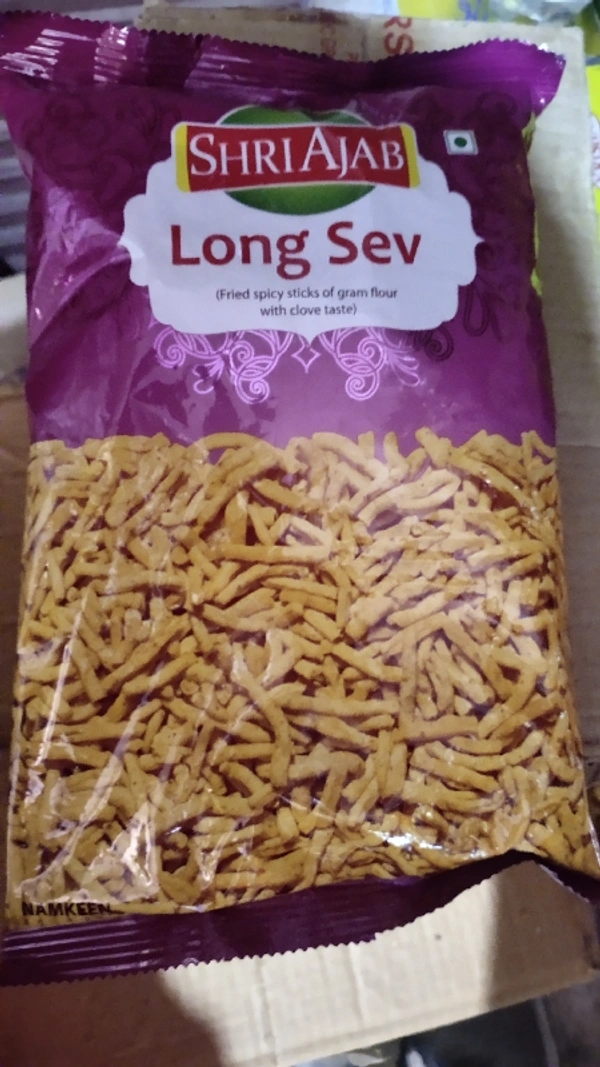 SHRI AJAB
Long Sev
(Fried spicy sticks of gram flour
with clove taste)
NAMKEEN